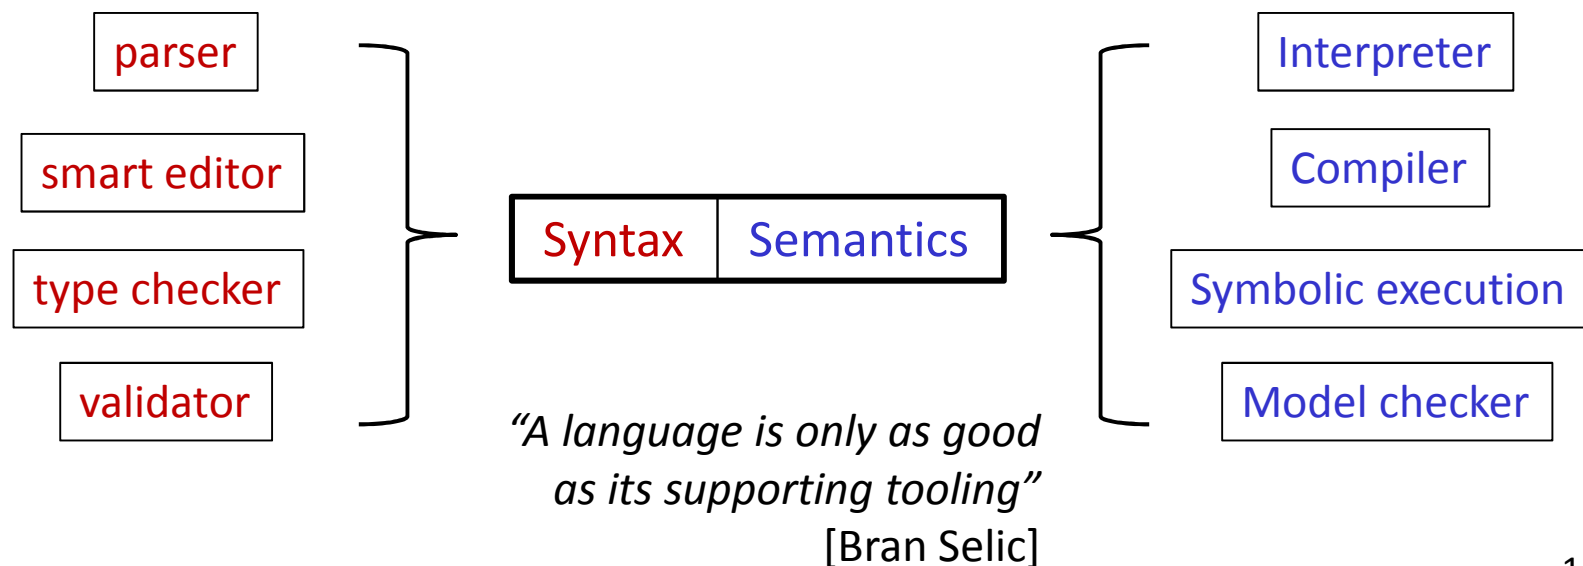 parser
smart editor
type checker
validator
Syntax Semantics
“A language is only as good
as its supporting tooling”
[Bran Selic]
Interpreter
Compiler
Symbolic execution
Model checker
1